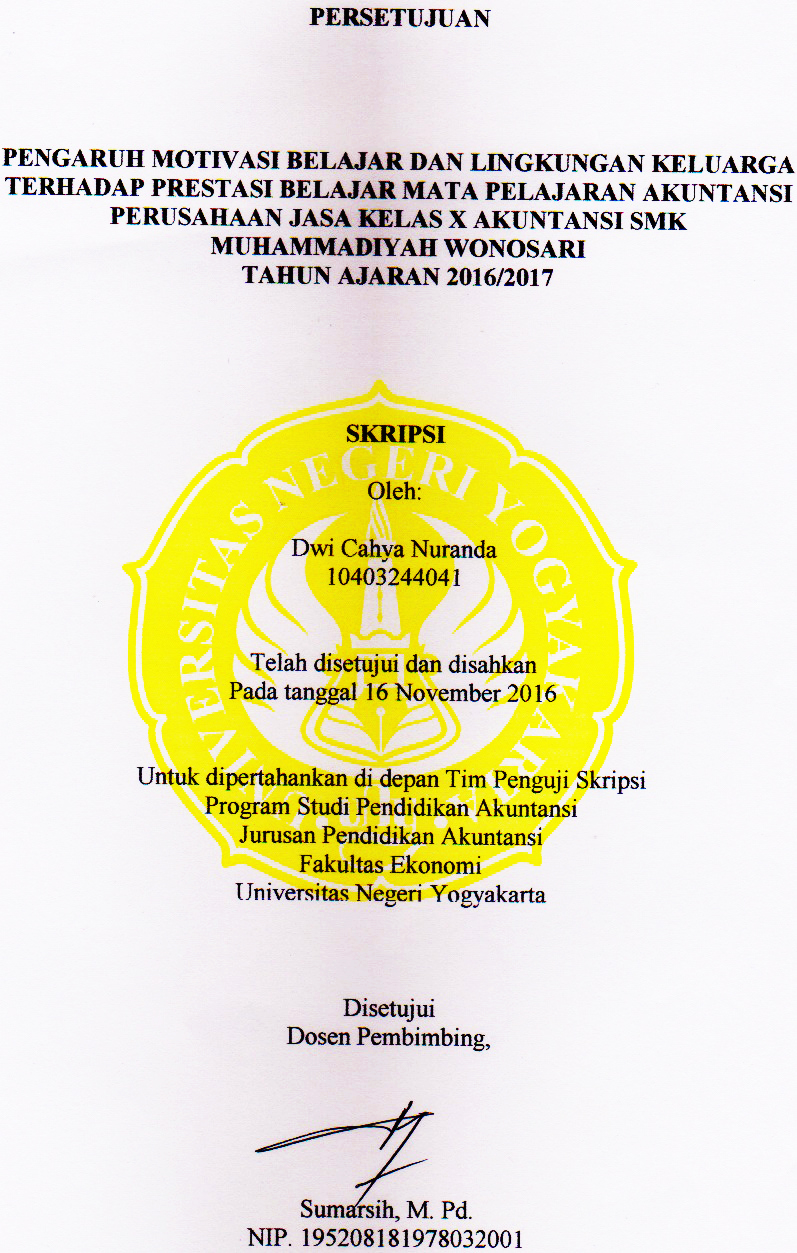 PERSETUJUAN
PENGARUH MOTIVASI BELAJAR DAN LINGKUNGAN KELUARGA
TERHADAP PRESTASI BELAJAR MATA PELAJARAN AKUNTANSI
PERUSAHAAN JASA KELAS X AKUNTANSI SMK
MUHAMMADIYAH WONOSARI
TAHUN AJARAN 2016/2017
SKRIPSI
UNIVERSITAS NEGERI YOGYAKARTA
Oleh:
Dwi Cahya Nuranda
10403244041
Telah disetujui dan disahkan
Pada tanggal 16 November 2016
Untuk dipertahankan di depan Tim Penguji Skripsi
Program Studi Pendidikan Akuntansi
Jurusan Pendidikan Akuntansi
Fakultas Ekonomi
Universitas Negeri Yogyakarta
Disetujui
Dosen Pembimbing,
Sumarsih, M. Pd.
NIP. 195208181978032001